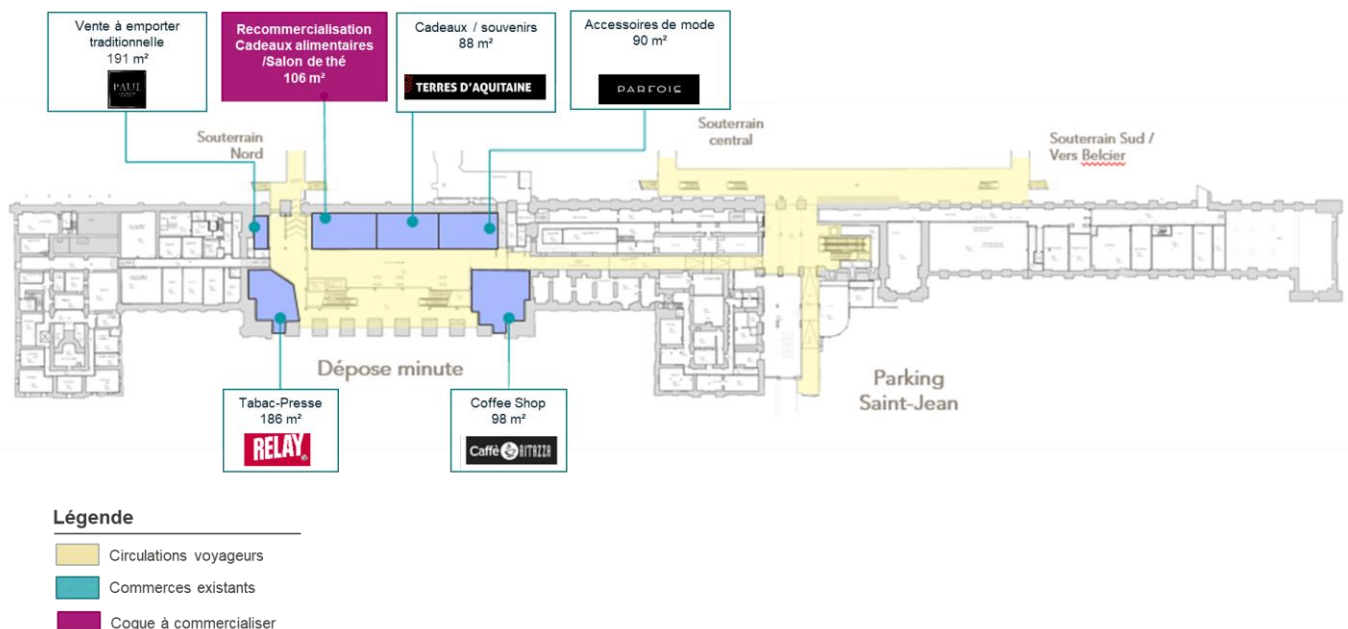 Vente à emporter
traditionnelle
191 m²
PAUL
Recommercialisation
Cadeaux alimentaires
/Salon de thé
106 m²
Cadeaux / souvenirs
88 m²
TERRES D'AQUITAINE
Accessoires de mode
90 m²
PARFOIS
Souterrain
Nord
Souterrain
central
Souterrain Sud /
Vers Belcier
Dépose minute
Parking
Saint-Jean
Tabac-Presse
186 m²
RELAY
Coffee Shop
98 m²
Caffè RITAZZA
Légende
Circulations voyageurs
Commerces existants
Coque à commercialiser